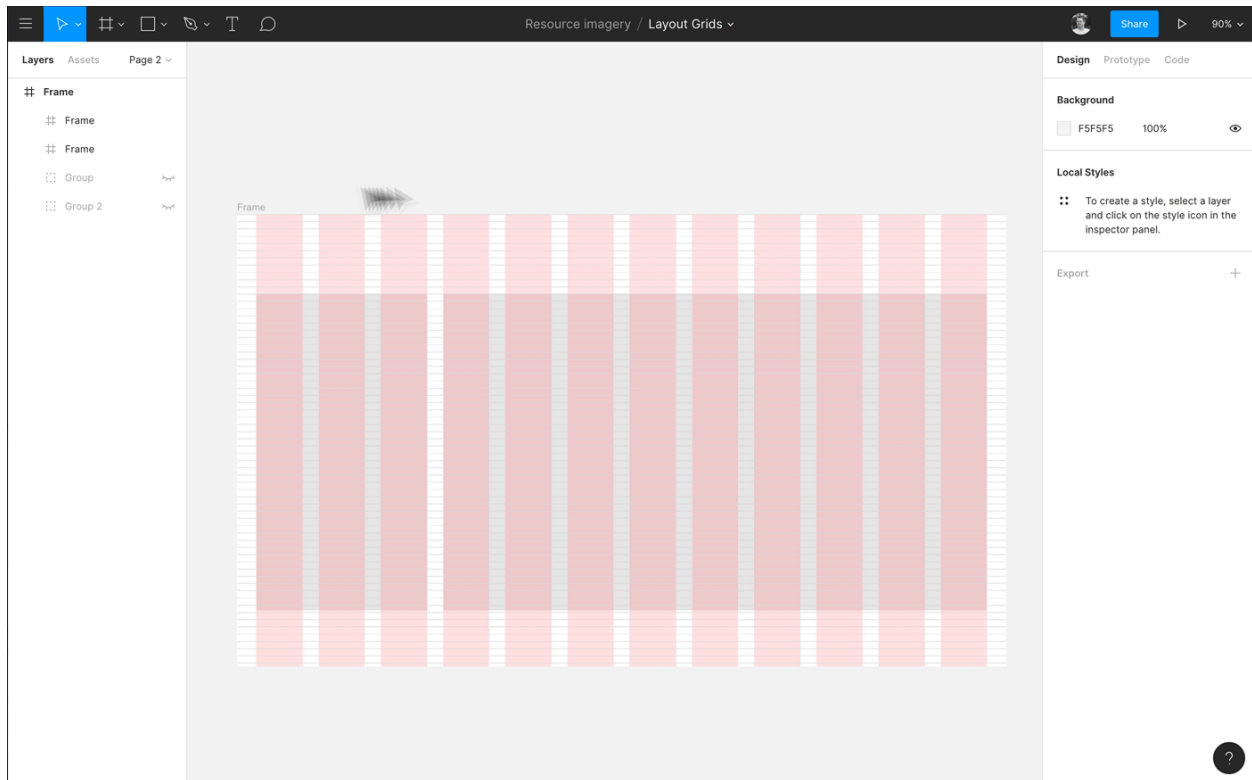 Resource imagery / Layout Grids
Share
90%
Layers Assets Page 2
Frame
Frame
Frame
Group
Group 2
Frame
Design Prototype Code
Background
F5F5F5 100%
Local Styles
To create a style, select a layer
and click on the style icon in the
inspector panel.
Export
?